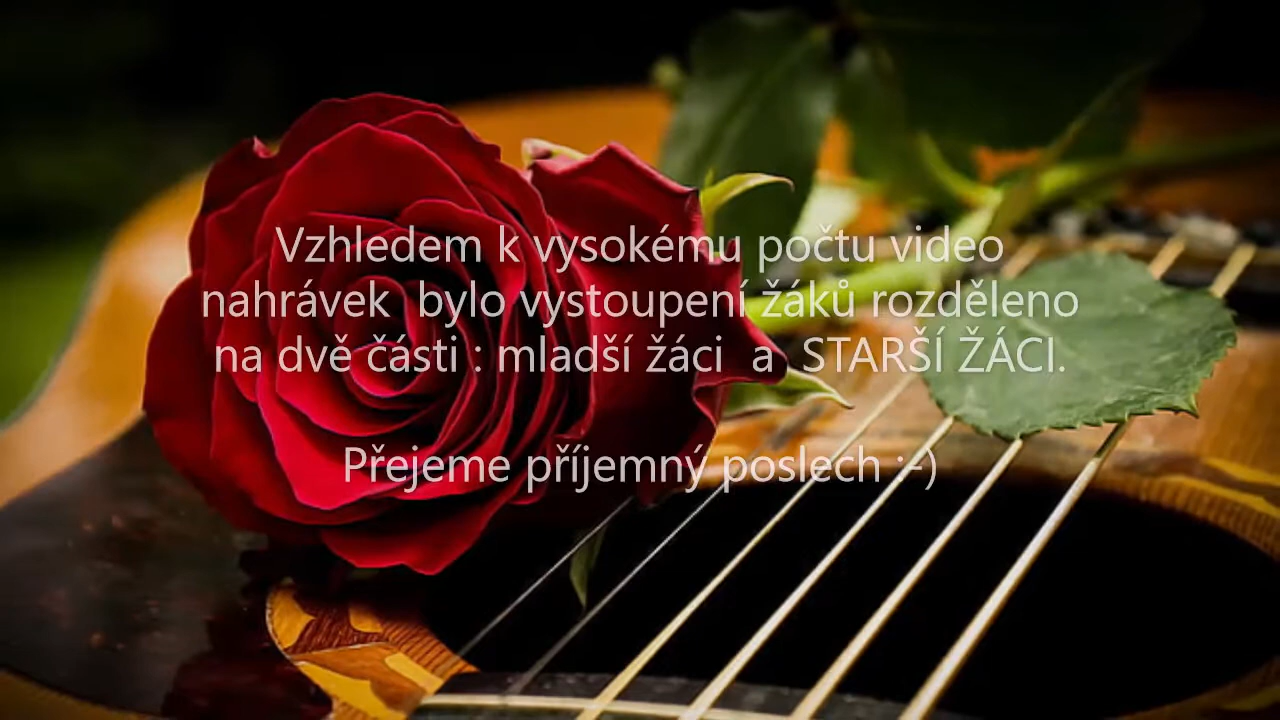 Vzhledem k vysokému počtu video
nahrávek  bylo vystoupení žáků rozděleno
na dvě části : mladší žáci  a  STARŠÍ ŽÁCI.
Přejeme příjemný poslech :-)